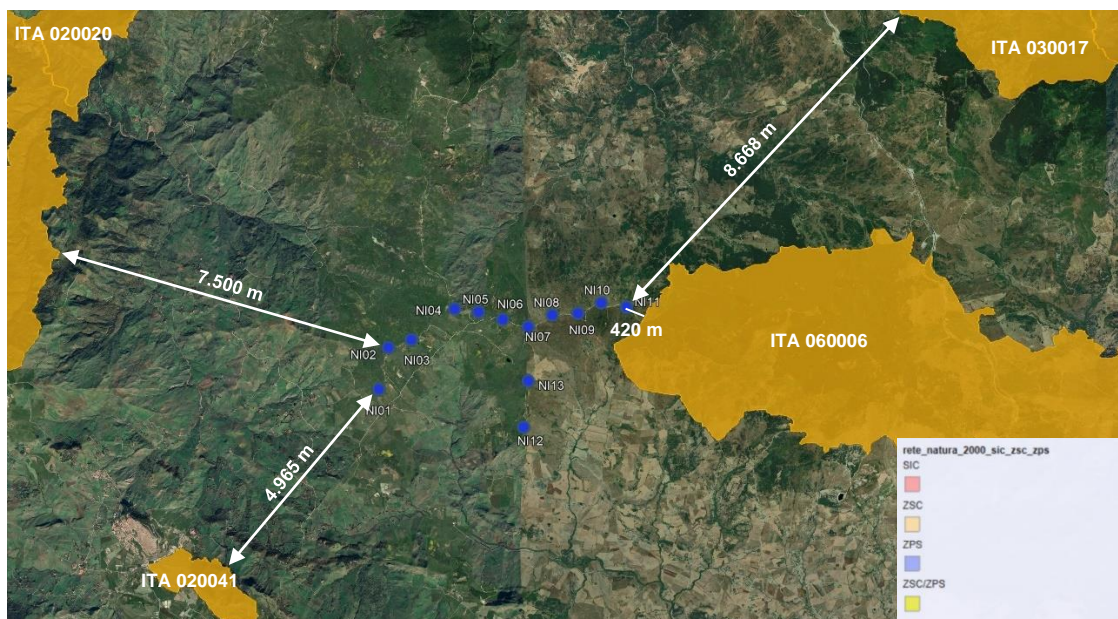 ITA 020020
ITA 030017
8.668 m
7.500 m
NI04
NI05
NI06
NI07
NI08
NI09
NI10
NI11
420 m
ITA 060006
NI02
NI03
NI01
NI13
NI12
4.965 m
ITA 020041
rete_natura_2000_sic_zsc_zps
SIC
ZSC
ZPS
ZSC/ZPS